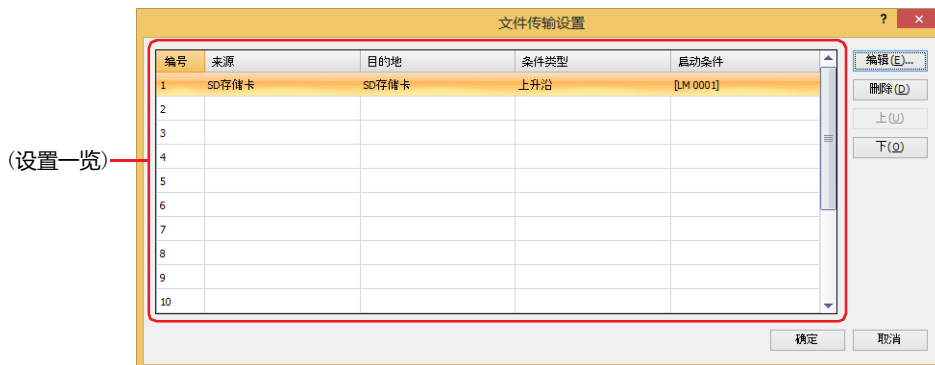 文件传输设置
? ×
编号 来源 目的地 条件类型 启动条件
1 SD存储卡 SD存储卡 上升沿 [LM 0001]
2
3
4
5
6
7
8
9
10
编辑(E)...
删除(D)
上(U)
下(O)
(设置一览)
确定 取消